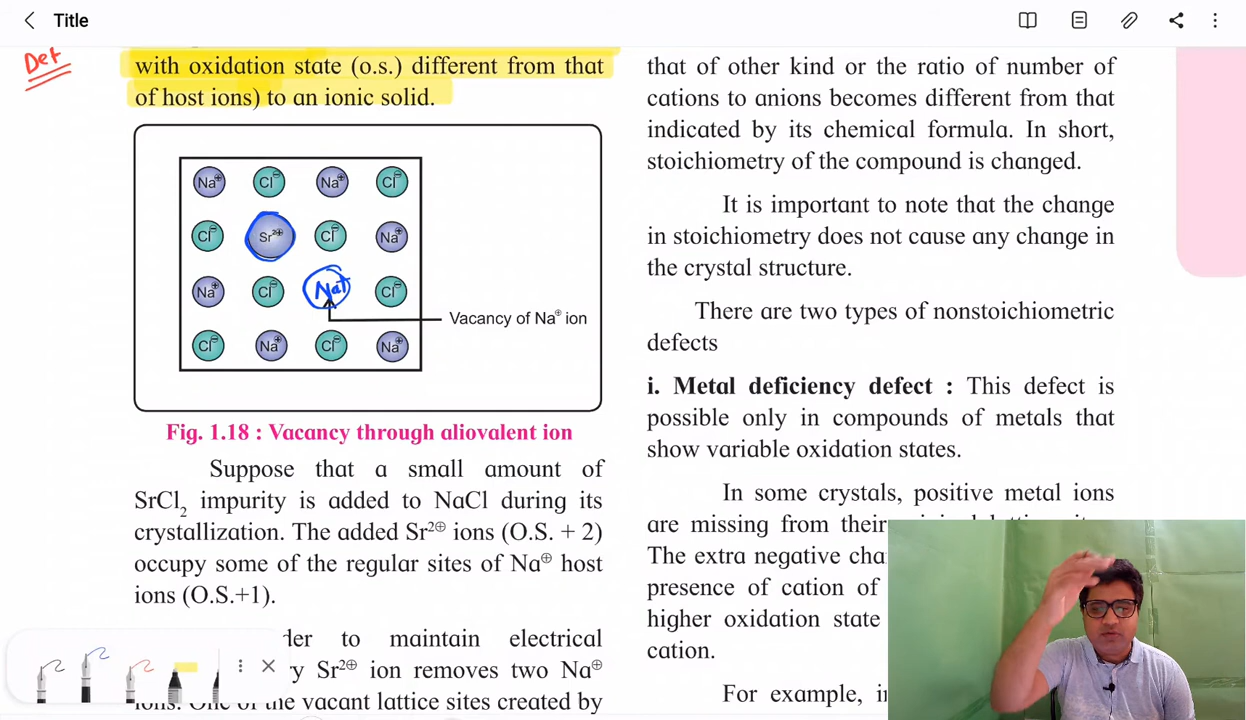 Title
Def
with oxidation state (o.s.) different from that
of host ions) to an ionic solid.
Na⊕ Cl⊖ Na⊕ Cl⊖
Cl⊖ Sr²⊕ Cl⊖ Na⊕
Na⊕ Cl⊖ Na+ Cl⊖
Vacancy of Na⊕ ion
Cl⊖ Na⊕ Cl⊖ Na⊕
Fig. 1.18 : Vacancy through aliovalent ion
Suppose that a small amount of
SrCl₂ impurity is added to NaCl during its
crystallization. The added Sr²⊕ ions (O.S. + 2)
occupy some of the regular sites of Na⊕ host
ions (O.S.+1).
to maintain electrical
Sr²⊕ ion removes two Na⊕
the vacant lattice sites created by
that of other kind or the ratio of number of
cations to anions becomes different from that
indicated by its chemical formula. In short,
stoichiometry of the compound is changed.
It is important to note that the change
in stoichiometry does not cause any change in
the crystal structure.
There are two types of nonstoichiometric
defects
i. Metal deficiency defect : This defect is
possible only in compounds of metals that
show variable oxidation states.
In some crystals, positive metal ions
are missing from their
The extra negative
presence of cation of
higher oxidation state
cation.
For example,